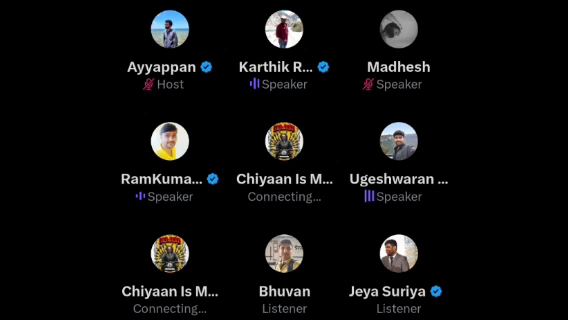 Ayyappan
Karthik R...
Madhesh
Host
Speaker
Speaker
RamKuma...
Chiyaan Is M...
Ugeshwaran ...
Speaker
Connecting...
Speaker
Chiyaan Is M...
Bhuvan
Jeya Suriya
Connecting...
Listener
Listener